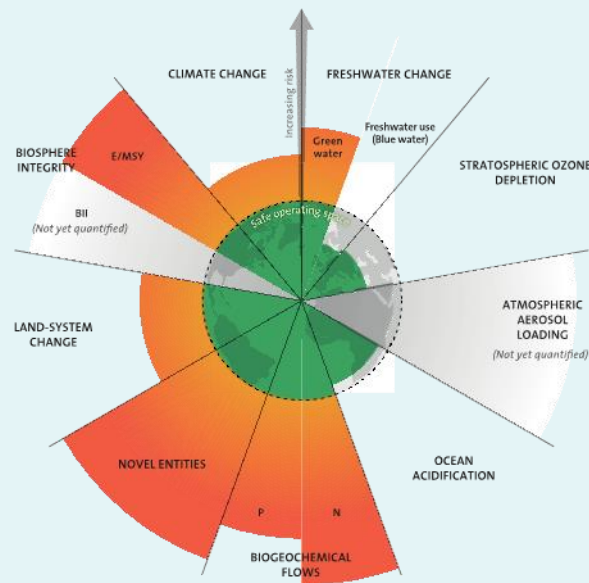 CLIMATE CHANGE
FRESHWATER CHANGE
Increasing risk
Freshwater use
(Blue water)
Green
water
BIOSPHERE
INTEGRITY
E/MSY
STRATOSPHERIC OZONE
DEPLETION
BII
(Not yet quantified)
Safe operating space
LAND-SYSTEM
CHANGE
ATMOSPHERIC
AEROSOL
LOADING
(Not yet quantified)
NOVEL ENTITIES
OCEAN
ACIDIFICATION
P
N
BIOGEOCHEMICAL
FLOWS